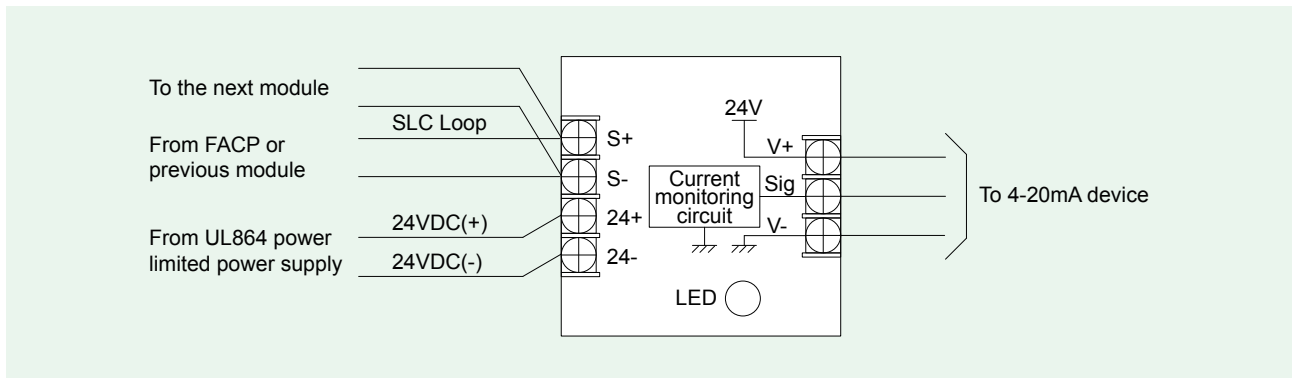 To the next module
SLC Loop
From FACP or
previous module
24VDC(+)
From UL864 power
limited power supply
24VDC(-)
S+
S-
24+
24-
24V
V+
Current
monitoring
circuit
Sig
V-
LED
To 4-20mA device